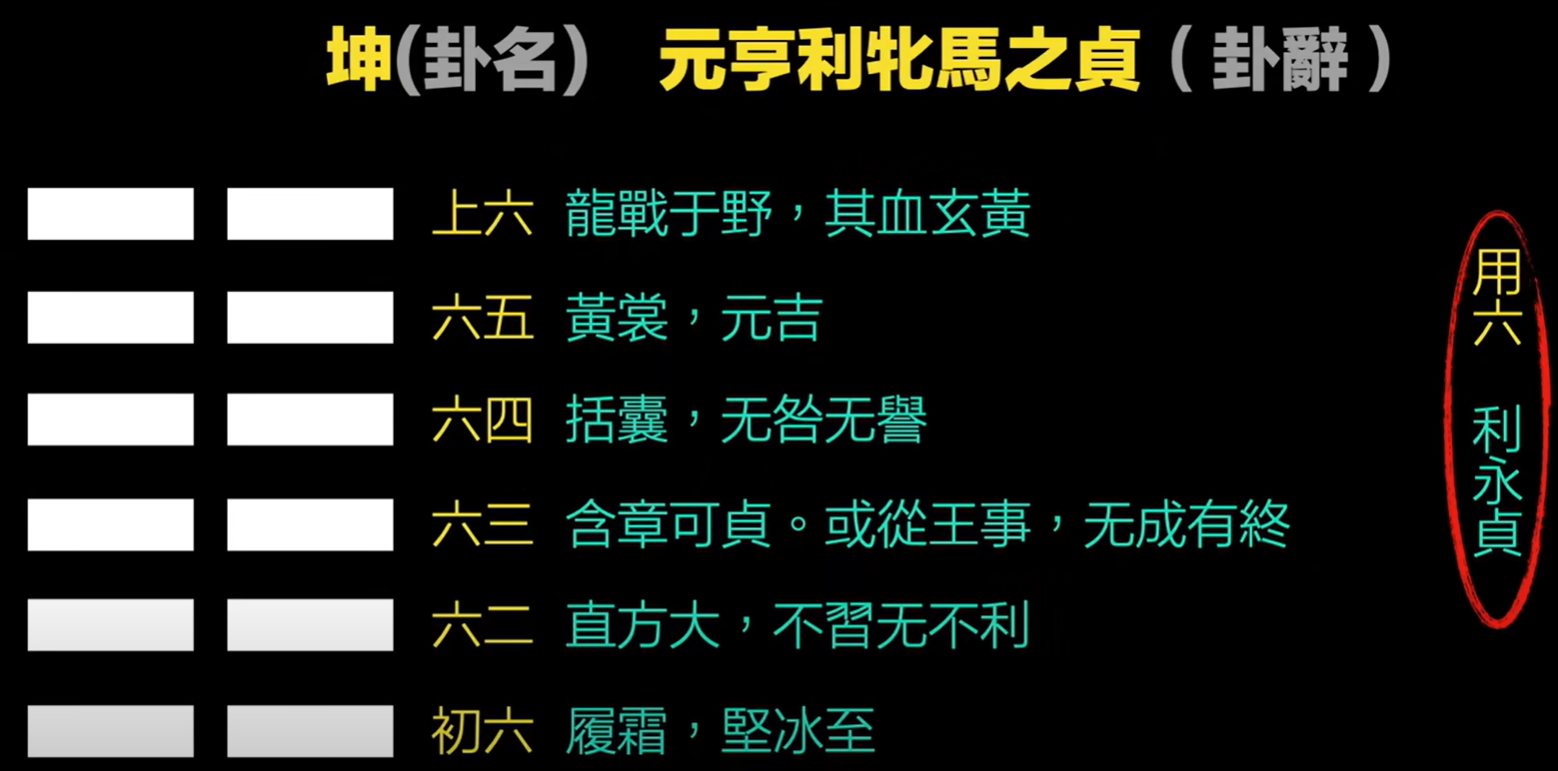 坤(卦名) 元亨利牝馬之貞(卦辭)
上六 龍戰于野，其血玄黃
六五 黃裳，元吉
六四 括囊，无咎无譽
六三 含章可貞。或從王事，无成有終
六二 直方大，不習无不利
初六 履霜，堅冰至
用六 利永貞